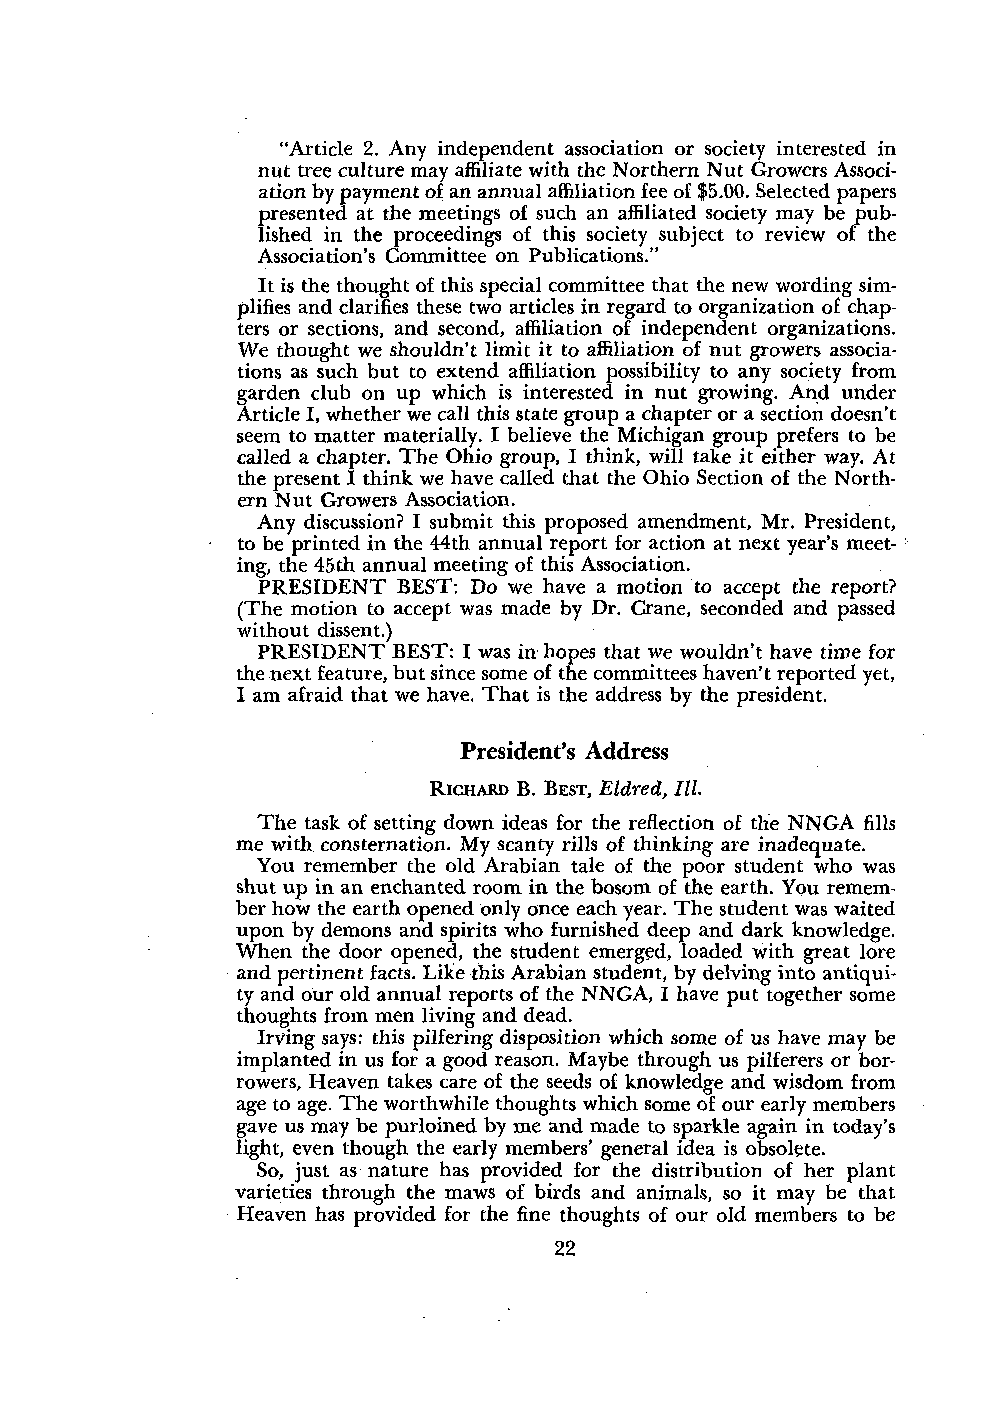 "Article 2. Any independent association or society interested in
nut tree culture may affiliate with the Northern Nut Growers Associ-
ation by payment of an annual affiliation fee of $5.00. Selected papers
presented at the meetings of such an affiliated society may be pub-
lished in the proceedings of this society subject to review of the
Association's Committee on Publications."
It is the thought of this special committee that the new wording sim-
plifies and clarifies these two articles in regard to organization of chap-
ters or sections, and second, affiliation of independent organizations.
We thought we shouldn't limit it to affiliation of nut growers associa-
tions as such but to extend affiliation possibility to any society from
garden club on up which is interested in nut growing. And under
Article I, whether we call this state group a chapter or a section doesn't
seem to matter materially. I believe the Michigan group prefers to be
called a chapter. The Ohio group, I think, will take it either way. At
the present I think we have called that the Ohio Section of the North-
ern Nut Growers Association.
Any discussion? I submit this proposed amendment, Mr. President,
to be printed in the 44th annual report for action at next year's meet-
ing, the 45th annual meeting of this Association.
PRESIDENT BEST: Do we have a motion to accept the report?
(The motion to accept was made by Dr. Crane, seconded and passed
without dissent.)
PRESIDENT BEST: I was in hopes that we wouldn't have time for
the next feature, but since some of the committees haven't reported yet,
I am afraid that we have. That is the address by the president.
President's Address
RICHARD B. BEST, Eldred, Ill.
The task of setting down ideas for the reflection of the NNGA fills
me with consternation. My scanty rills of thinking are inadequate.
You remember the old Arabian tale of the poor student who was
shut up in an enchanted room in the bosom of the earth. You remem-
ber how the earth opened only once each year. The student was waited
upon by demons and spirits who furnished deep and dark knowledge.
When the door opened, the student emerged, loaded with great lore
and pertinent facts. Like this Arabian student, by delving into antiqui-
ty and our old annual reports of the NNGA, I have put together some
thoughts from men living and dead.
Irving says: this pilfering disposition which some of us have may be
implanted in us for a good reason. Maybe through us pilferers or bor-
rowers, Heaven takes care of the seeds of knowledge and wisdom from
age to age. The worthwhile thoughts which some of our early members
gave us may be purloined by me and made to sparkle again in today's
light, even though the early members' general idea is obsolete.
So, just as nature has provided for the distribution of her plant
varieties through the maws of birds and animals, so it may be that
Heaven has provided for the fine thoughts of our old members to be
22